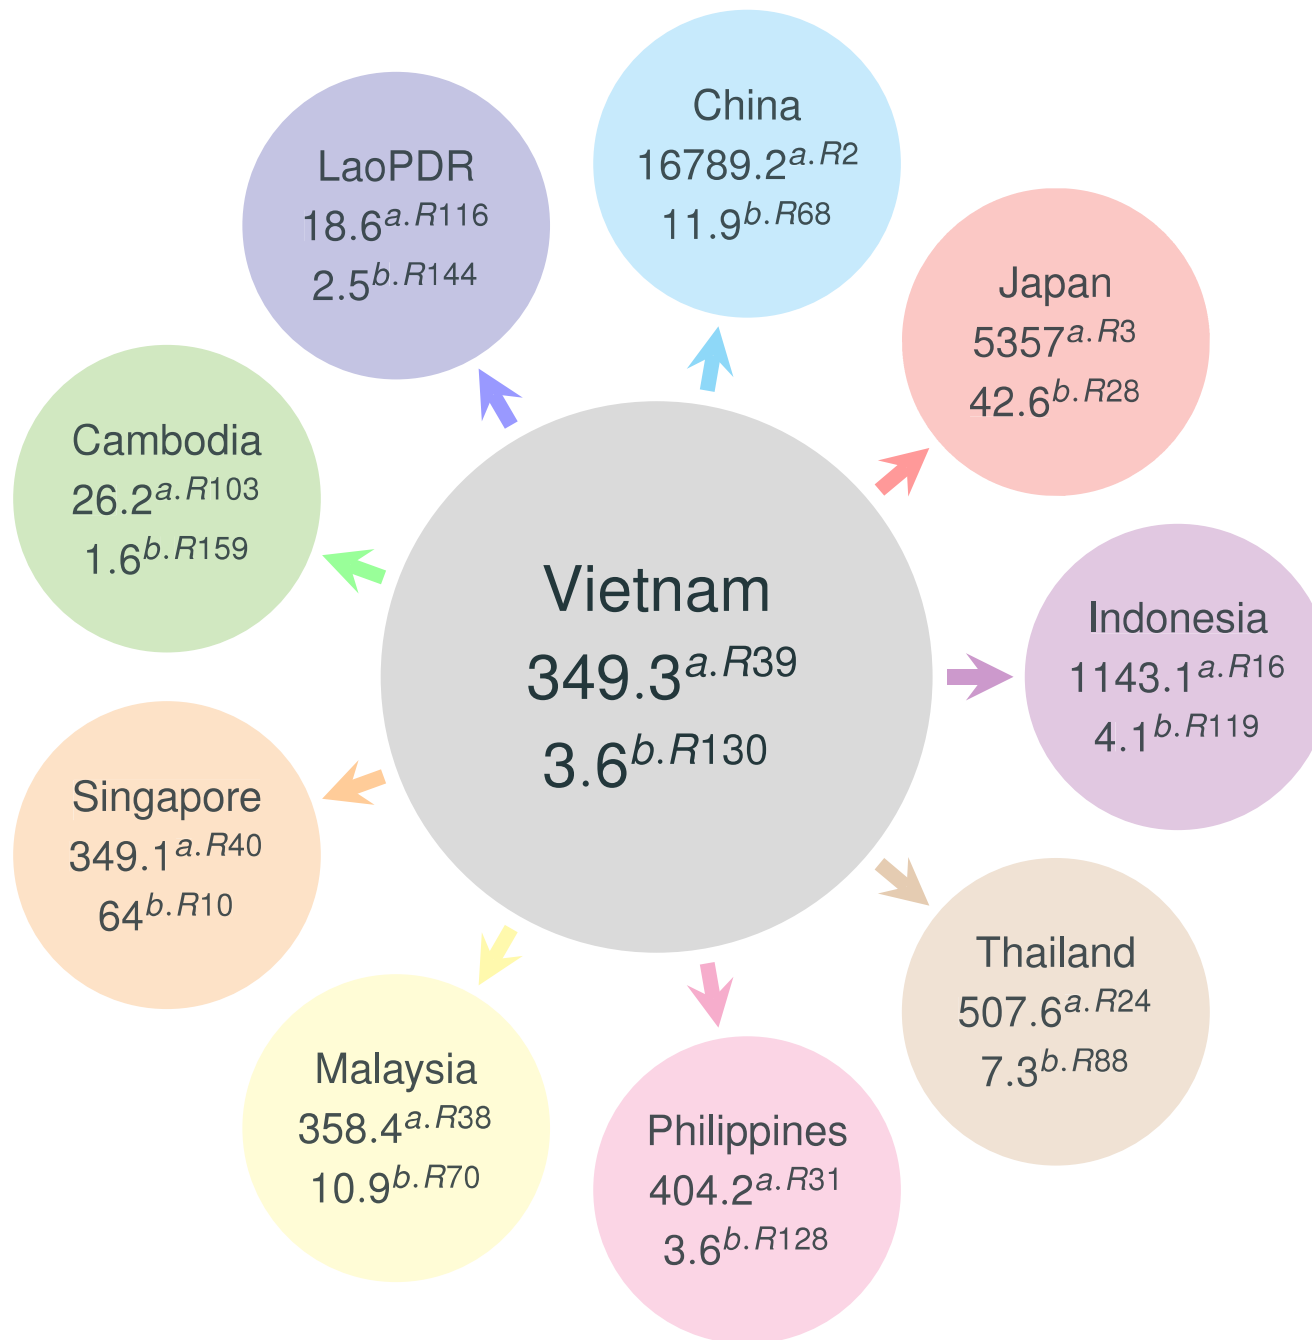 China
16789.2a.R2
11.9b.R68
LaoPDR
18.6a.R116
2.5b.R144
Japan
5357a.R3
42.6b.R28
Cambodia
26.2a.R103
1.6b.R159
Vietnam
349.3a.R39
3.6b.R130
Indonesia
1143.1a.R16
4.1b.R119
Singapore
349.1a.R40
64b.R10
Thailand
507.6a.R24
7.3b.R88
Malaysia
358.4a.R38
10.9b.R70
Philippines
404.2a.R31
3.6b.R128